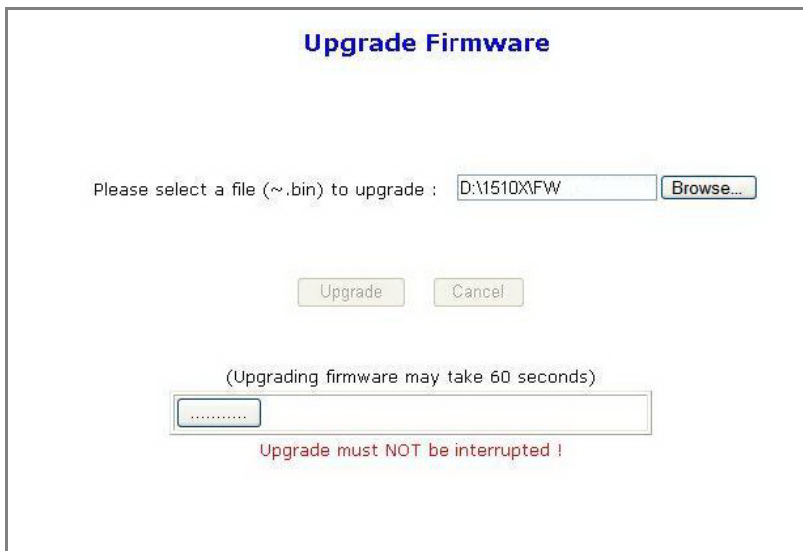 Upgrade Firmware
Please select a file (~.bin) to upgrade : D:\1510X\FW Browse...
Upgrade Cancel
(Upgrading firmware may take 60 seconds)
...........
Upgrade must NOT be interrupted !